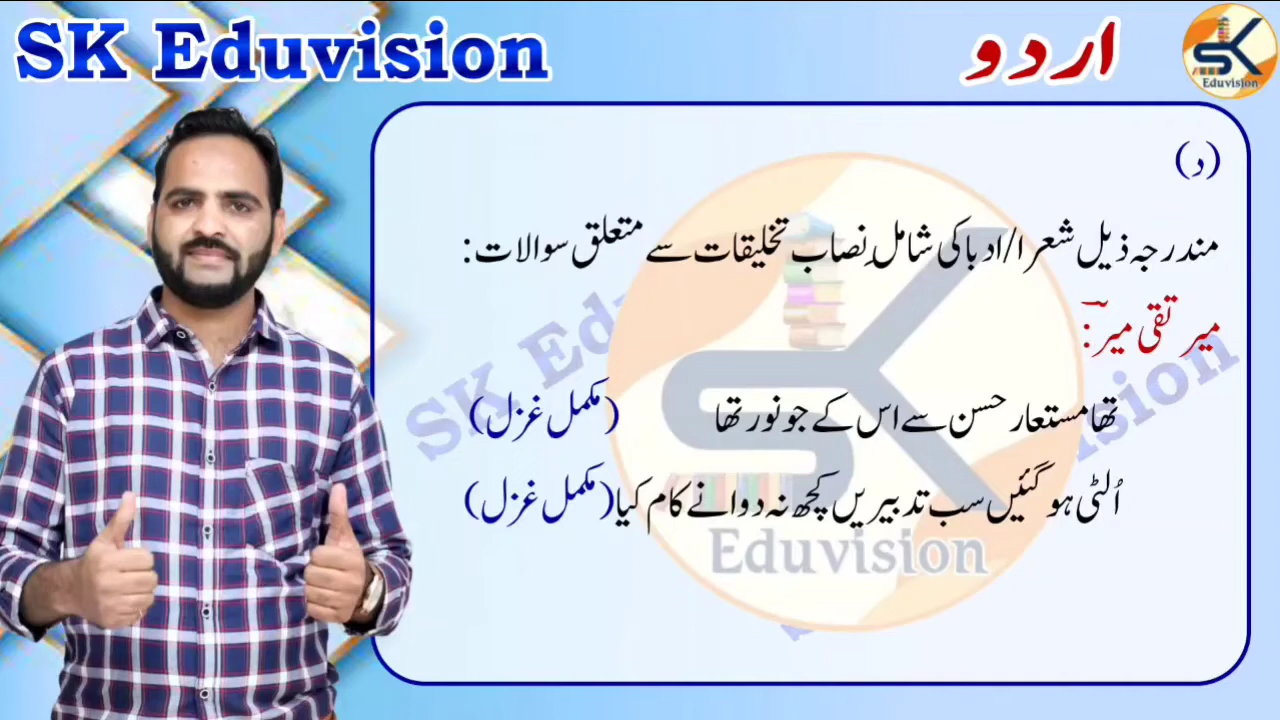 SK Eduvision
اردو
SK
Eduvision
(د)
مندرجہ ذیل شعرا/ادبا کی شاملِ نصاب تخلیقات سے متعلق سوالات:
میر تقی میرؔ:
تھا مستعار حسن سے اس کے جو نور تھا (مکمل غزل)
اُلٹی ہو گئیں سب تدبیریں کچھ نہ دوا نے کام کیا (مکمل غزل)
SK Eduvision
Eduvision